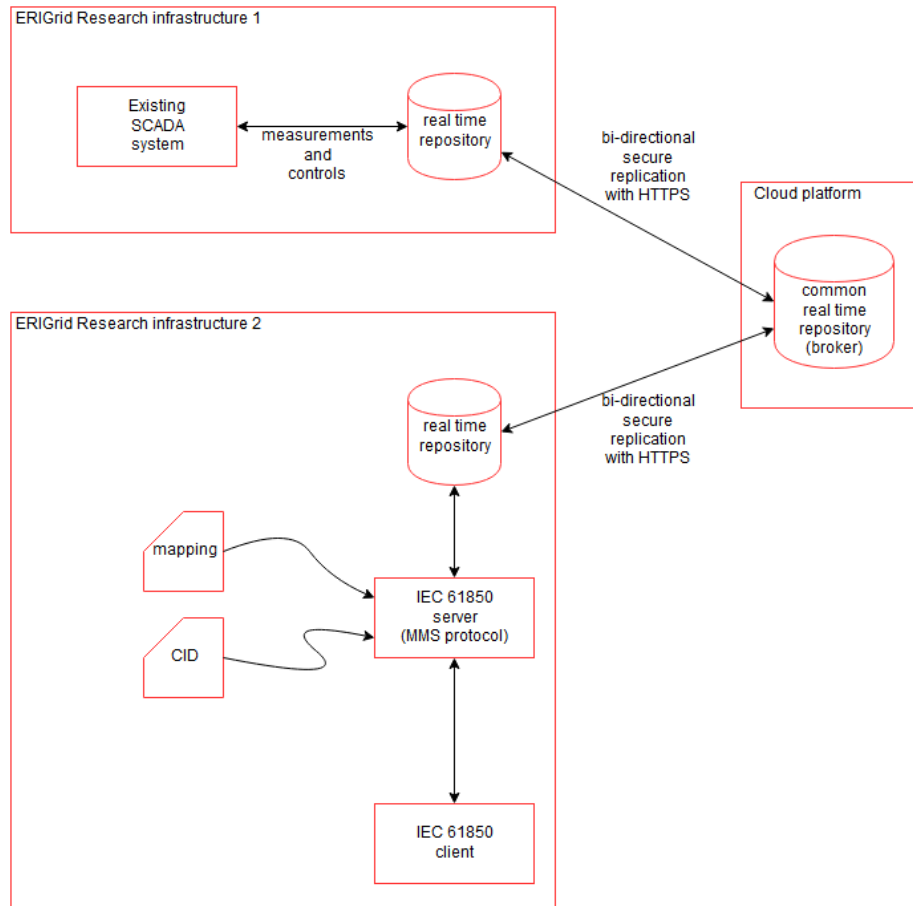 ERIGrid Research infrastructure 1
Existing
SCADA
system
measurements
and
controls
real time
repository
bi-directional
secure
replication
with HTTPS
Cloud platform
common
real time
repository
(broker)
ERIGrid Research infrastructure 2
real time
repository
bi-directional
secure
replication
with HTTPS
mapping
CID
IEC 61850
server
(MMS protocol)
IEC 61850
client